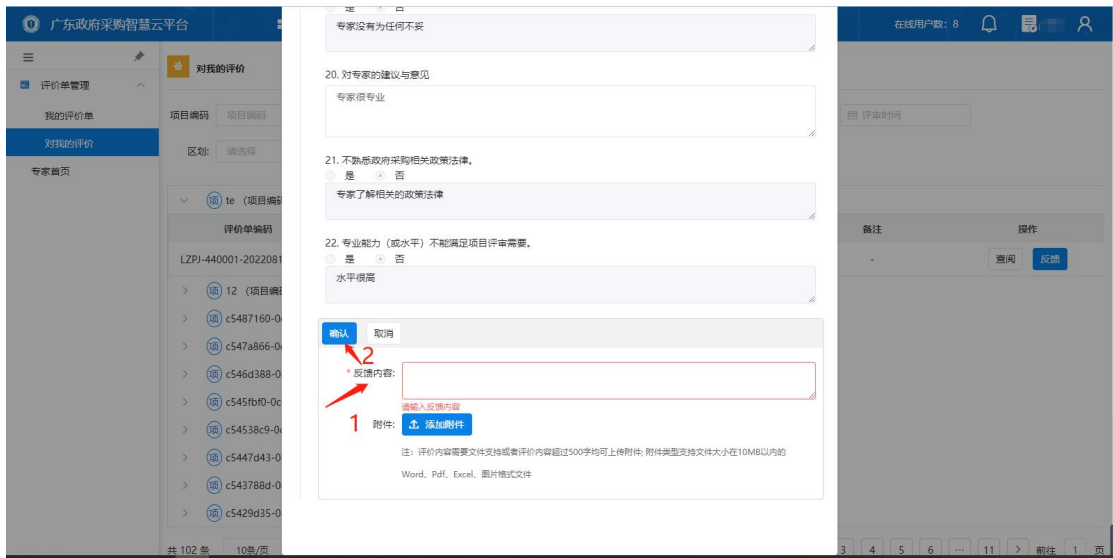 广东政府采购智慧云平台
在线用户数: 8
是 否
专家没有为任何不妥
评价单管理
我的评价单
对我的评价
专家首页
对我的评价
项目编码 项目编码
评审时间
区划: 请选择
20. 对专家的建议与意见
专家很专业
21. 不熟悉政府采购相关政策法律。
是 否
专家了解相关的政策法律
22. 专业能力（或水平）不能满足项目评审需要。
是 否
水平很高
项 te （项目编码
评价单编码
备注 操作
LZPJ-440001-2022081
- 查阅 反馈
项 12 （项目编
项 c5487160-0
项 c547a866-0
项 c546d388-0
项 c545fbf0-0c
项 c54538c9-0
项 c5447d43-0
项 c543788d-0
项 c5429d35-0
确认 取消
2
* 反馈内容:
请输入反馈内容
1
附件: 添加附件
注：评价内容需要文件支持或者评价内容超过500字均可上传附件; 附件类型支持文件大小在10MB以内的
Word、Pdf、Excel、图片格式文件
共 102 条 10条/页
3 4 5 6 ··· 11 > 前往 1 页